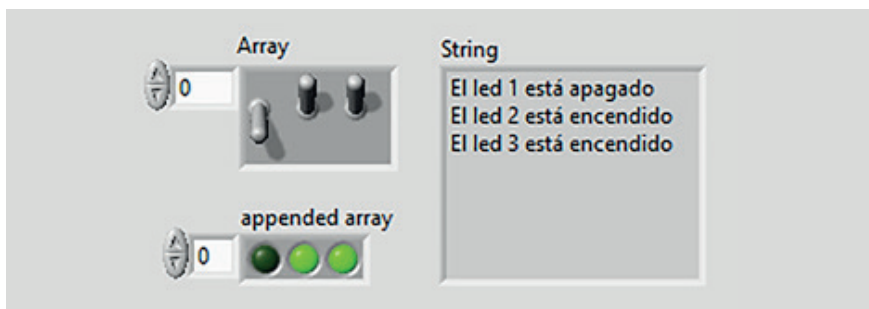 Array
0
String
El led 1 está apagado
El led 2 está encendido
El led 3 está encendido
appended array
0